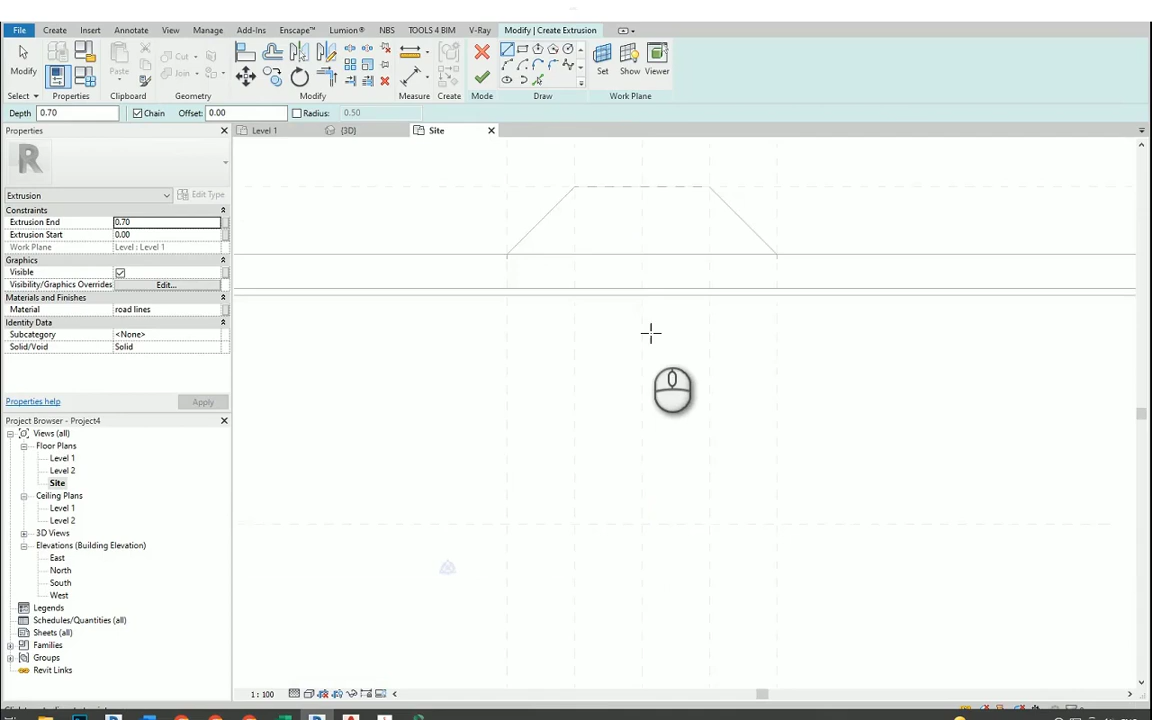 File Create Insert Annotate View Manage Add-Ins Enscape™ Lumion® NBS TOOLS 4 BIM V-Ray Modify | Create Extrusion
Modify Paste Cut Join Set Show Viewer
Select Properties Clipboard Geometry Modify Measure Create Mode Draw Work Plane
Depth 0.70 Chain Offset: 0.00 Radius: 0.50
Properties
Level 1 {3D} Site
R
Extrusion Edit Type
Constraints
Extrusion End 0.70
Extrusion Start 0.00
Work Plane Level : Level 1
Graphics
Visible
Visibility/Graphics Overrides Edit...
Materials and Finishes
Material road lines
Identity Data
Subcategory <None>
Solid/Void Solid
Properties help Apply
Project Browser - Project4
Views (all)
Floor Plans
Level 1
Level 2
Site
Ceiling Plans
Level 1
Level 2
3D Views
Elevations (Building Elevation)
East
North
South
West
Legends
Schedules/Quantities (all)
Sheets (all)
Families
Groups
Revit Links
1 : 100